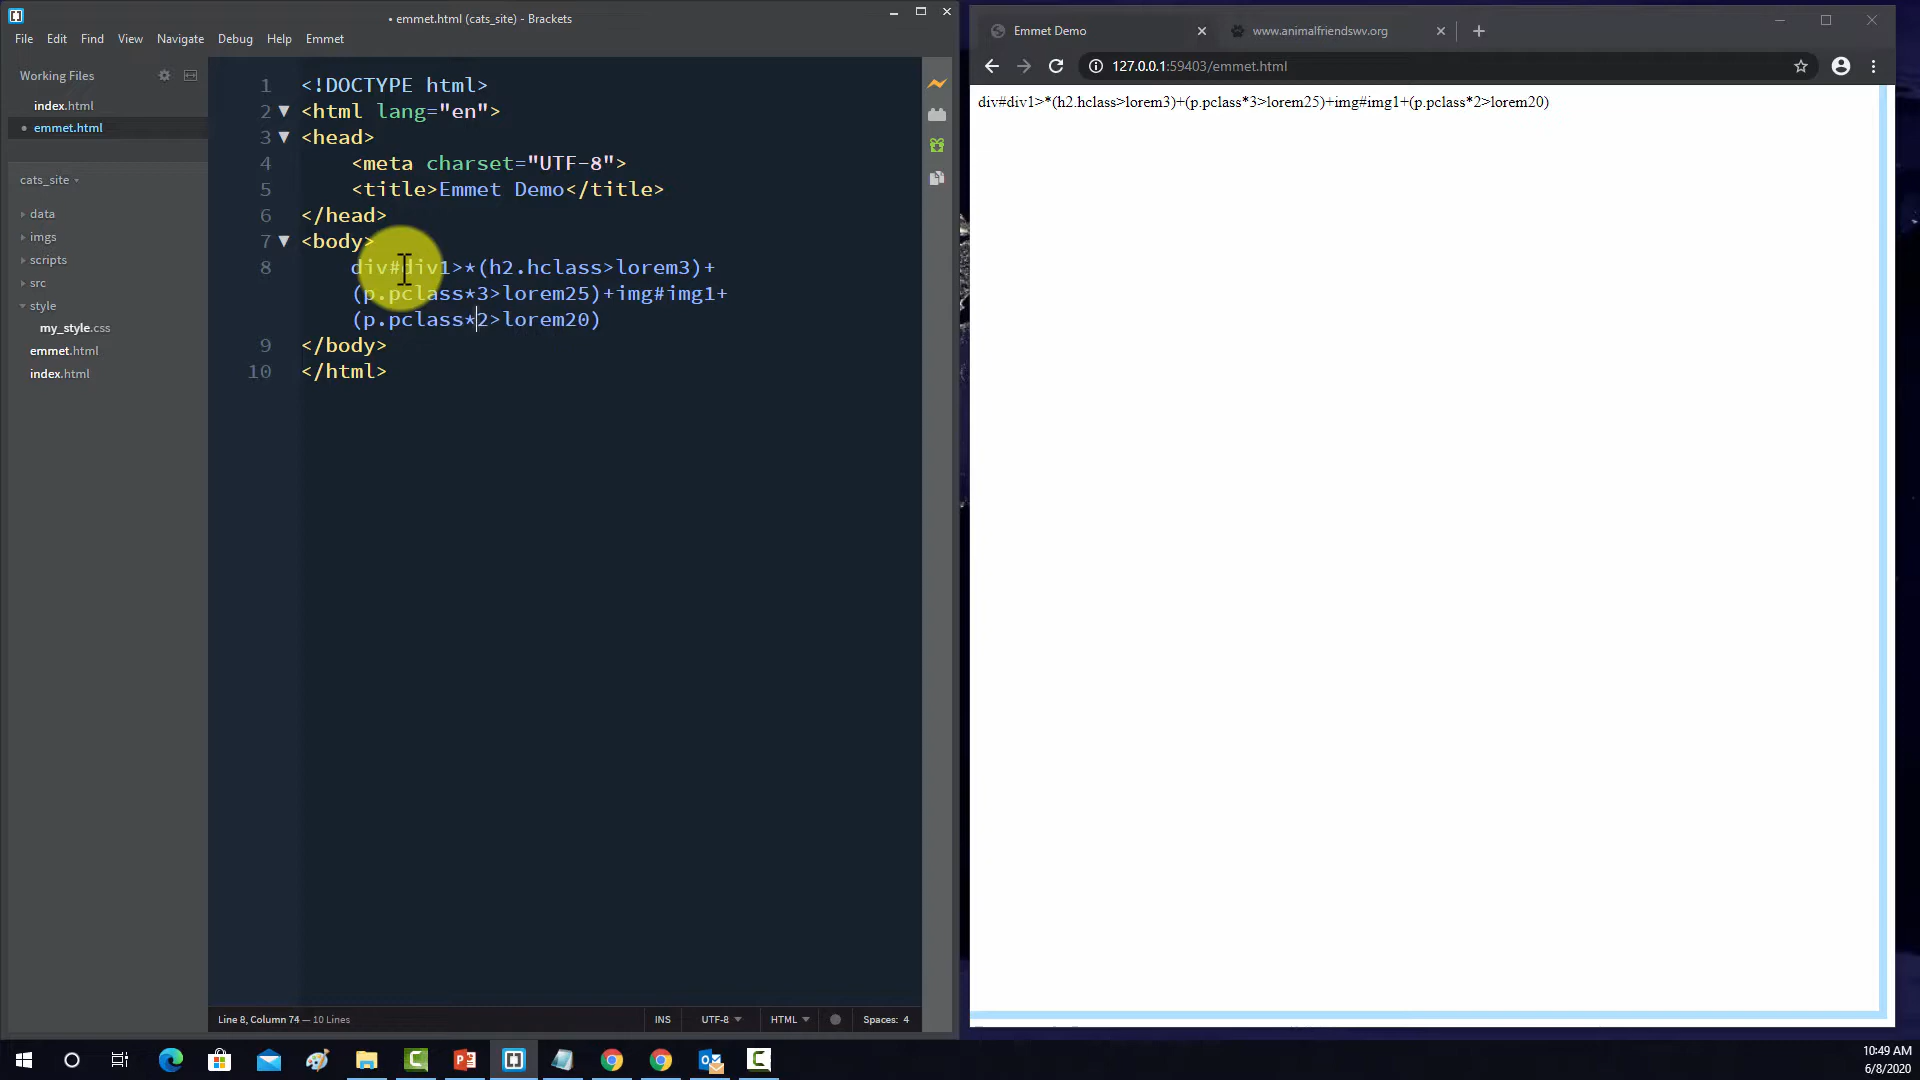 • emmet.html (cats_site) - Brackets
File Edit Find View Navigate Debug Help Emmet
Working Files
index.html
• emmet.html
cats_site
data
imgs
scripts
src
style
my_style.css
emmet.html
index.html
1 <!DOCTYPE html>
2 <html lang="en">
3 <head>
4 <meta charset="UTF-8">
5 <title>Emmet Demo</title>
6 </head>
7 <body>
8 div#div1>*(h2.hclass>lorem3)+
(p.pclass*3>lorem25)+img#img1+
(p.pclass*2>lorem20)
9 </body>
10 </html>
Line 8, Column 74 — 10 Lines
INS UTF-8 HTML Spaces: 4
Emmet Demo
www.animalfriendswv.org
127.0.0.1:59403/emmet.html
div#div1>*(h2.hclass>lorem3)+(p.pclass*3>lorem25)+img#img1+(p.pclass*2>lorem20)
10:49 AM
6/8/2020